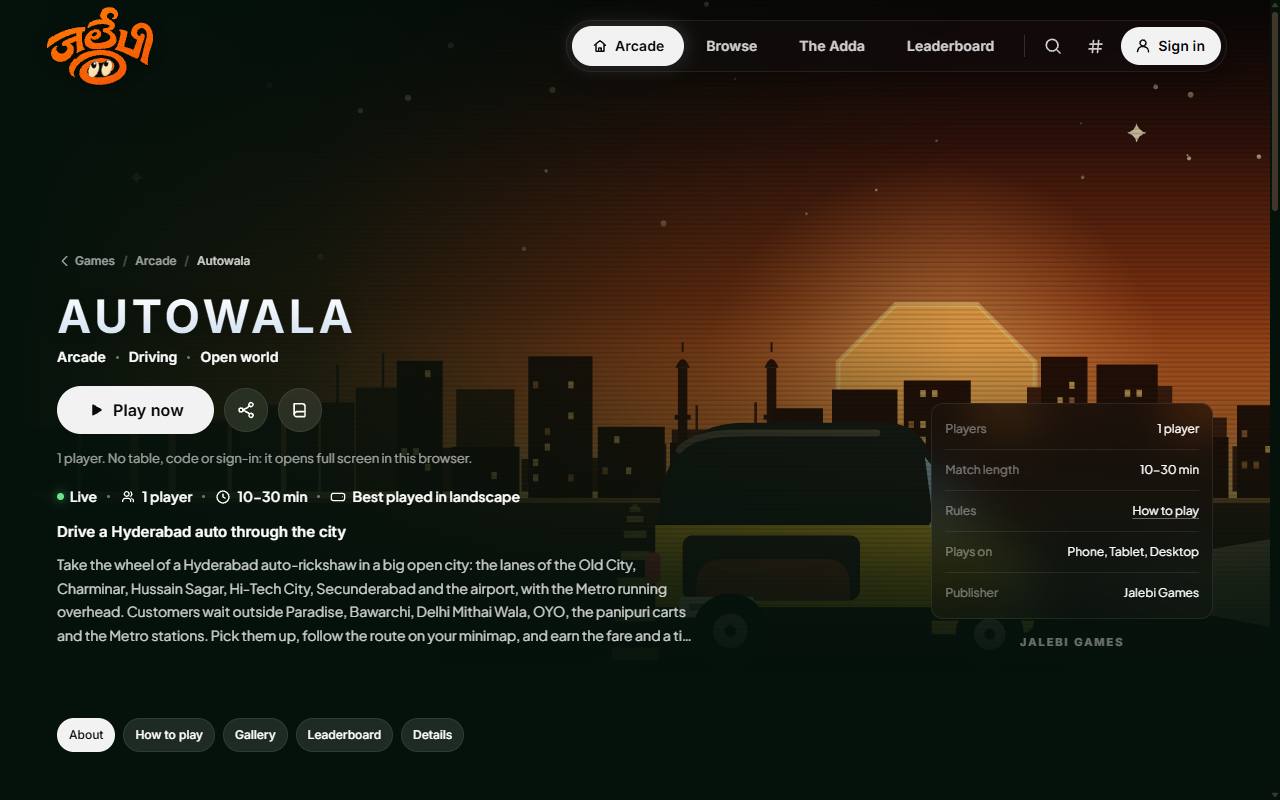 జిలేబీ
Arcade
Browse
The Adda
Leaderboard
Sign in
Games / Arcade / Autowala
AUTOWALA
Arcade · Driving · Open world
Play now
1 player. No table, code or sign-in: it opens full screen in this browser.
Live · 1 player · 10–30 min · Best played in landscape
Drive a Hyderabad auto through the city
Take the wheel of a Hyderabad auto-rickshaw in a big open city: the lanes of the Old City,
Charminar, Hussain Sagar, Hi-Tech City, Secunderabad and the airport, with the Metro running
overhead. Customers wait outside Paradise, Bawarchi, Delhi Mithai Wala, OYO, the panipuri carts
and the Metro stations. Pick them up, follow the route on your minimap, and earn the fare and a ti…
Players 1 player
Match length 10–30 min
Rules How to play
Plays on Phone, Tablet, Desktop
Publisher Jalebi Games
JALEBI GAMES
About
How to play
Gallery
Leaderboard
Details